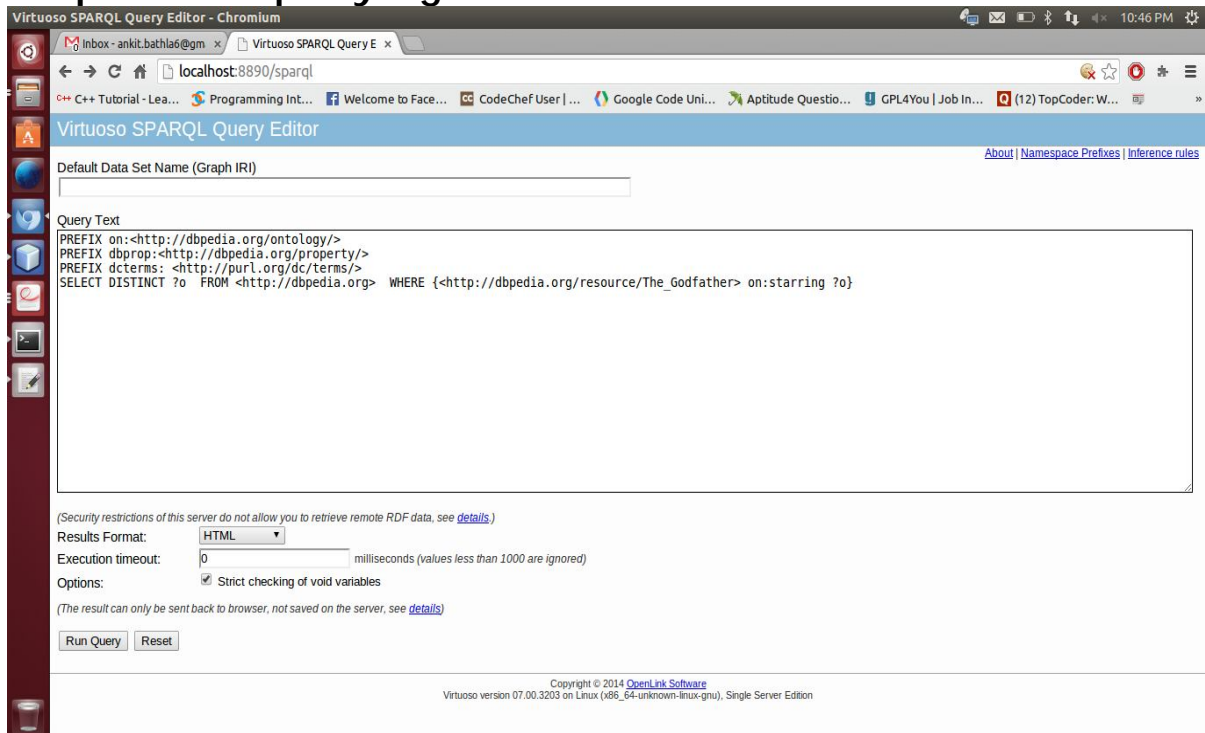 Virtuoso SPARQL Query Editor - Chromium
10:46 PM
Inbox - ankit.bathla6@gm × Virtuoso SPARQL Query E ×
localhost:8890/sparql
C++ Tutorial - Lea... Programming Int... Welcome to Face... CodeChef User | ... Google Code Uni... Aptitude Questio... GPL4You | Job In... (12) TopCoder: W... »
Virtuoso SPARQL Query Editor
About | Namespace Prefixes | Inference rules
Default Data Set Name (Graph IRI)
Query Text
PREFIX on:<http://dbpedia.org/ontology/>
PREFIX dbprop:<http://dbpedia.org/property/>
PREFIX dcterms: <http://purl.org/dc/terms/>
SELECT DISTINCT ?o FROM <http://dbpedia.org> WHERE {<http://dbpedia.org/resource/The_Godfather> on:starring ?o}
(Security restrictions of this server do not allow you to retrieve remote RDF data, see details.)
Results Format: HTML
Execution timeout: 0 milliseconds (values less than 1000 are ignored)
Options: Strict checking of void variables
(The result can only be sent back to browser, not saved on the server, see details)
Run Query Reset
Copyright © 2014 OpenLink Software
Virtuoso version 07.00.3203 on Linux (x86_64-unknown-linux-gnu), Single Server Edition